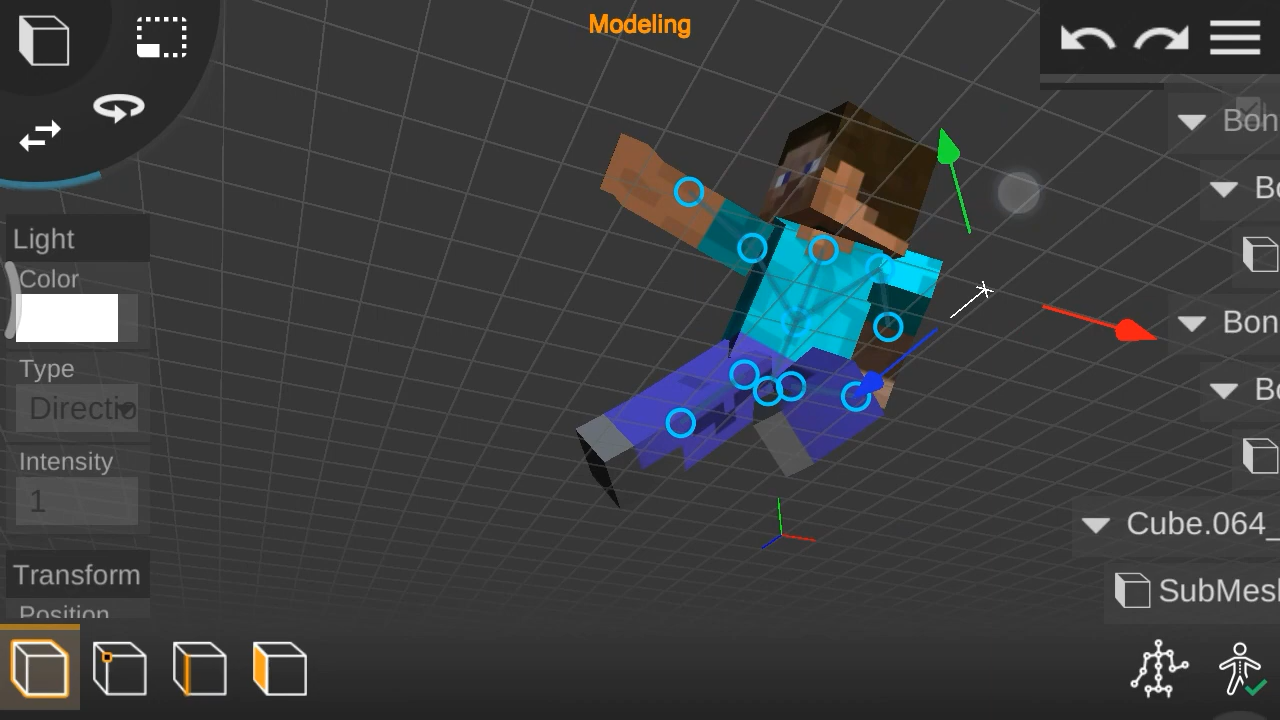 Modeling
Light
Color
Type
Directio
Intensity
1
Transform
Position
Bon
Bo
Bon
Bo
Cube.064_
SubMesh